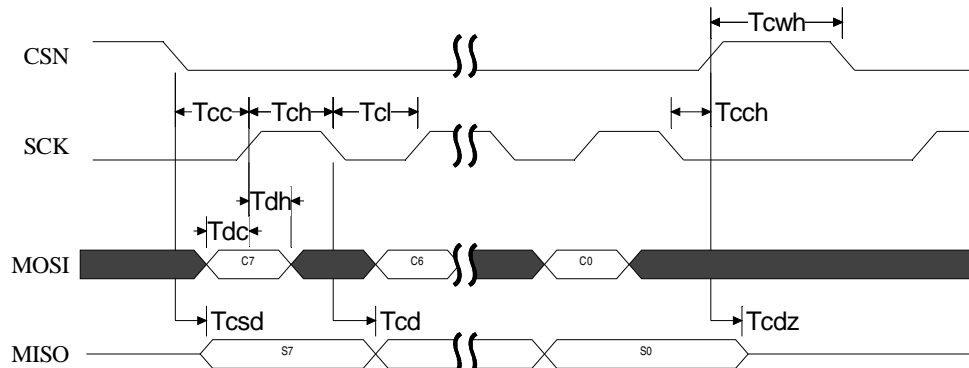 CSN
Tcwh
Tcc Tch Tcl Tcch
SCK
Tdh
Tdc
MOSI C7 C6 C0
Tcsd Tcd Tcdz
MISO S7 S0